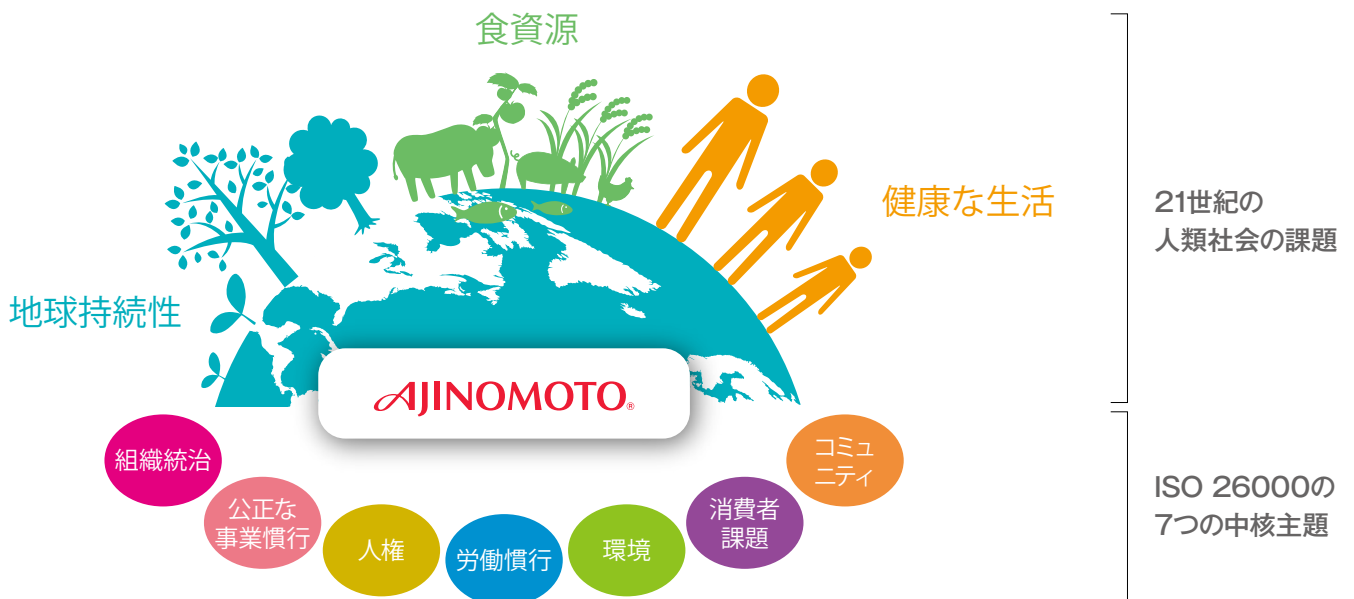 食資源
健康な生活
地球持続性
21世紀の
人類社会の課題
AJINOMOTO®
組織統治
公正な
事業慣行
人権
労働慣行
環境
消費者
課題
コミュ
ニティ
ISO 26000の
7つの中核主題